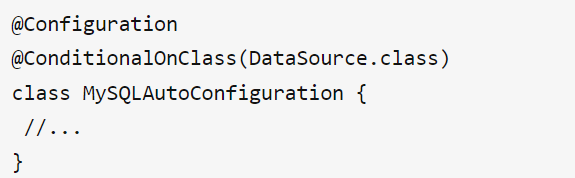 @Configuration
@ConditionalOnClass(DataSource.class)
class MySQLAutoConfiguration {
 //...
}